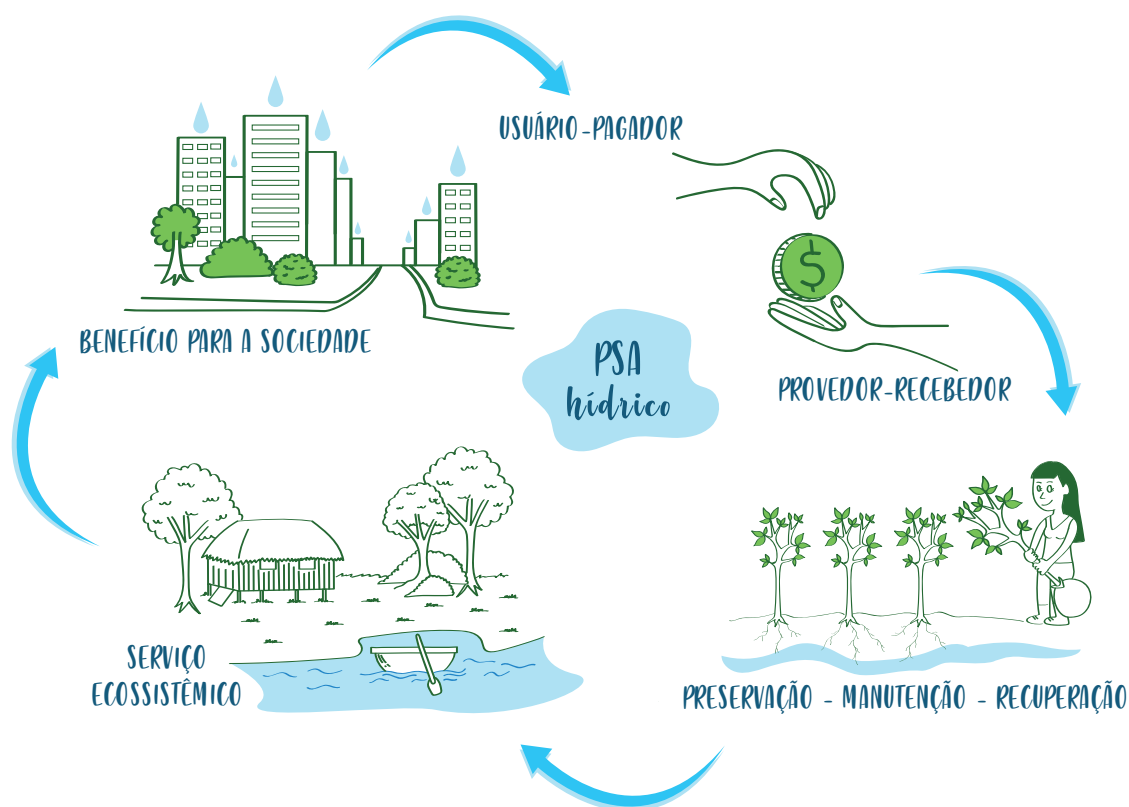 USUÁRIO-PAGADOR
$
BENEFÍCIO PARA A SOCIEDADE
PSA
hídrico
PROVEDOR-RECEBEDOR
SERVIÇO
ECOSSISTÊMICO
PRESERVAÇÃO - MANUTENÇÃO - RECUPERAÇÃO